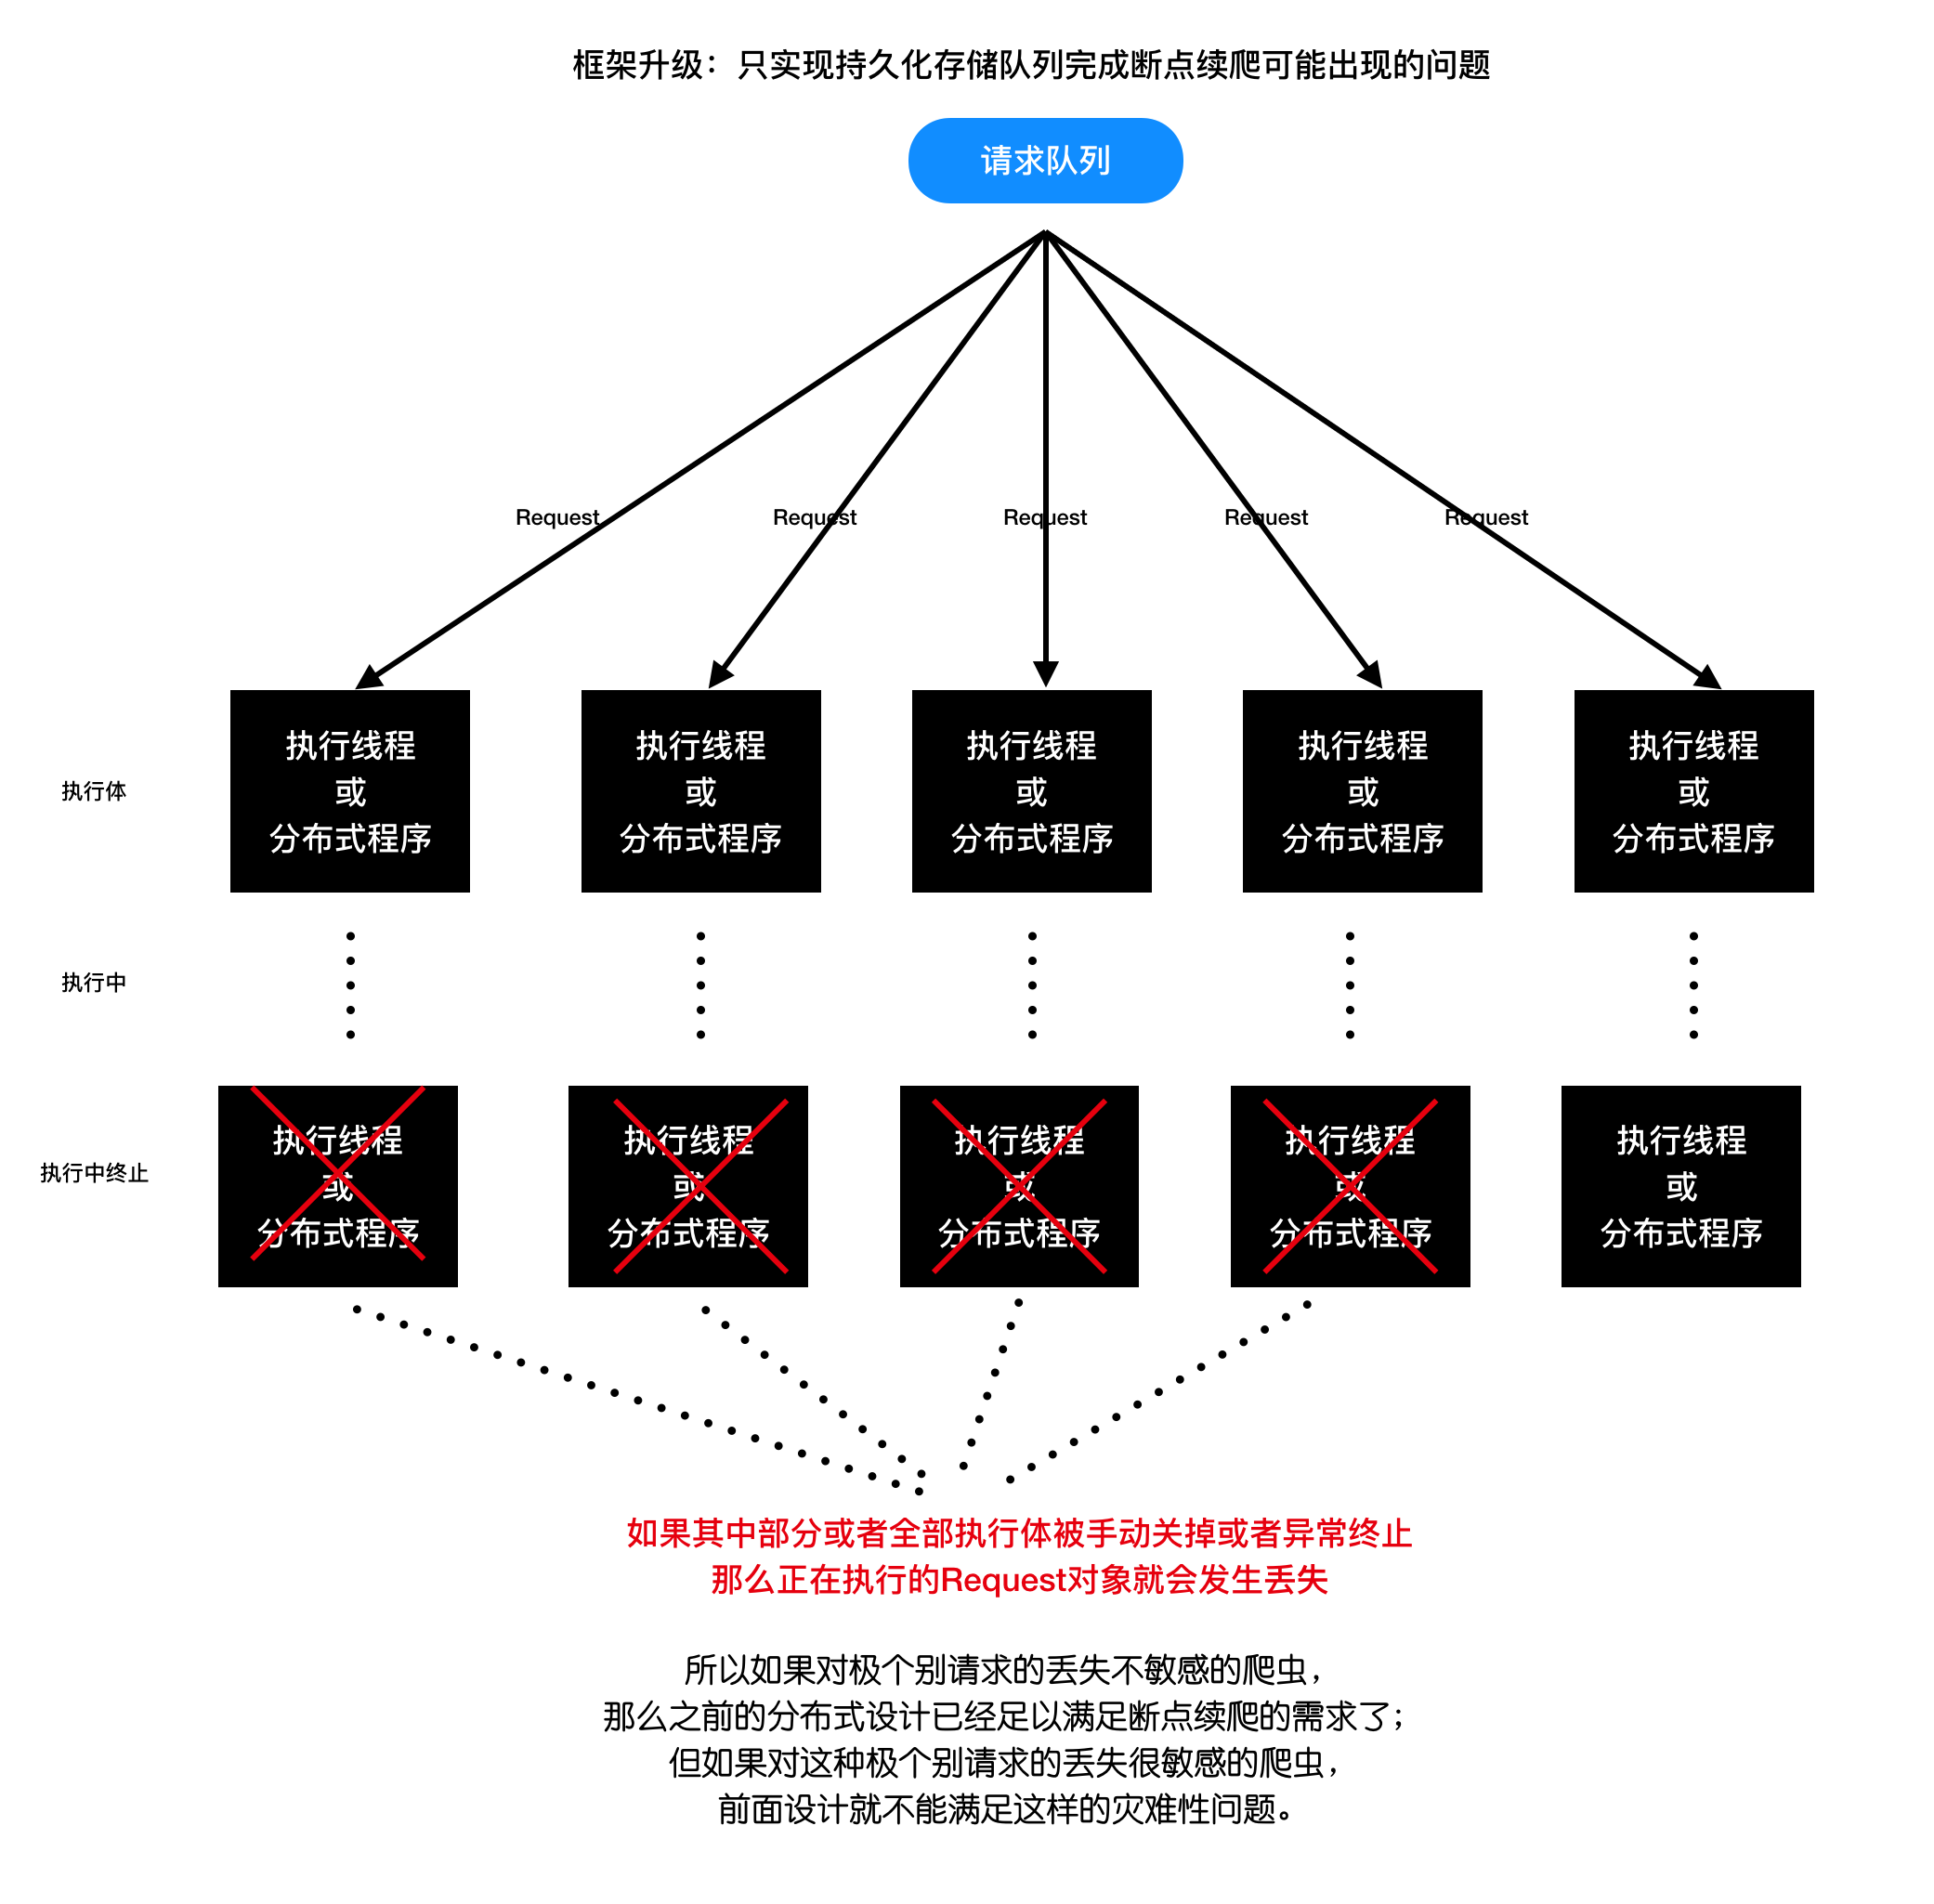 框架升级：只实现持久化存储队列完成断点续爬可能出现的问题
请求队列
Request
Request
Request
Request
Request
执行体
执行线程
或
分布式程序
执行线程
或
分布式程序
执行线程
或
分布式程序
执行线程
或
分布式程序
执行线程
或
分布式程序
执行中
执行中终止
执行线程
或
分布式程序
执行线程
或
分布式程序
执行线程
或
分布式程序
执行线程
或
分布式程序
执行线程
或
分布式程序
如果其中部分或者全部执行体被手动关掉或者异常终止
那么正在执行的Request对象就会发生丢失
所以如果对极个别请求的丢失不敏感的爬虫，
那么之前的分布式设计已经足以满足断点续爬的需求了；
但如果对这种极个别请求的丢失很敏感的爬虫，
前面设计就不能满足这样的灾难性问题。